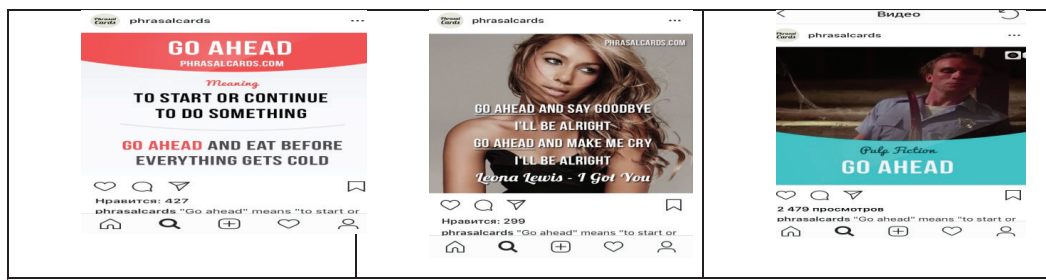 phrasalcards
GO AHEAD
PHRASALCARDS.COM
Meaning
TO START OR CONTINUE
TO DO SOMETHING
GO AHEAD AND EAT BEFORE
EVERYTHING GETS COLD
Нравится: 427
phrasalcards "Go ahead" means "to start or
phrasalcards
PHRASALCARDS.COM
GO AHEAD AND SAY GOODBYE
I'LL BE ALRIGHT
GO AHEAD AND MAKE ME CRY
I'LL BE ALRIGHT
Leona Lewis - I Got You
Нравится: 299
phrasalcards "Go ahead" means "to start or
Видео
phrasalcards
Pulp Fiction
GO AHEAD
2 479 просмотров
phrasalcards "Go ahead" means "to start or